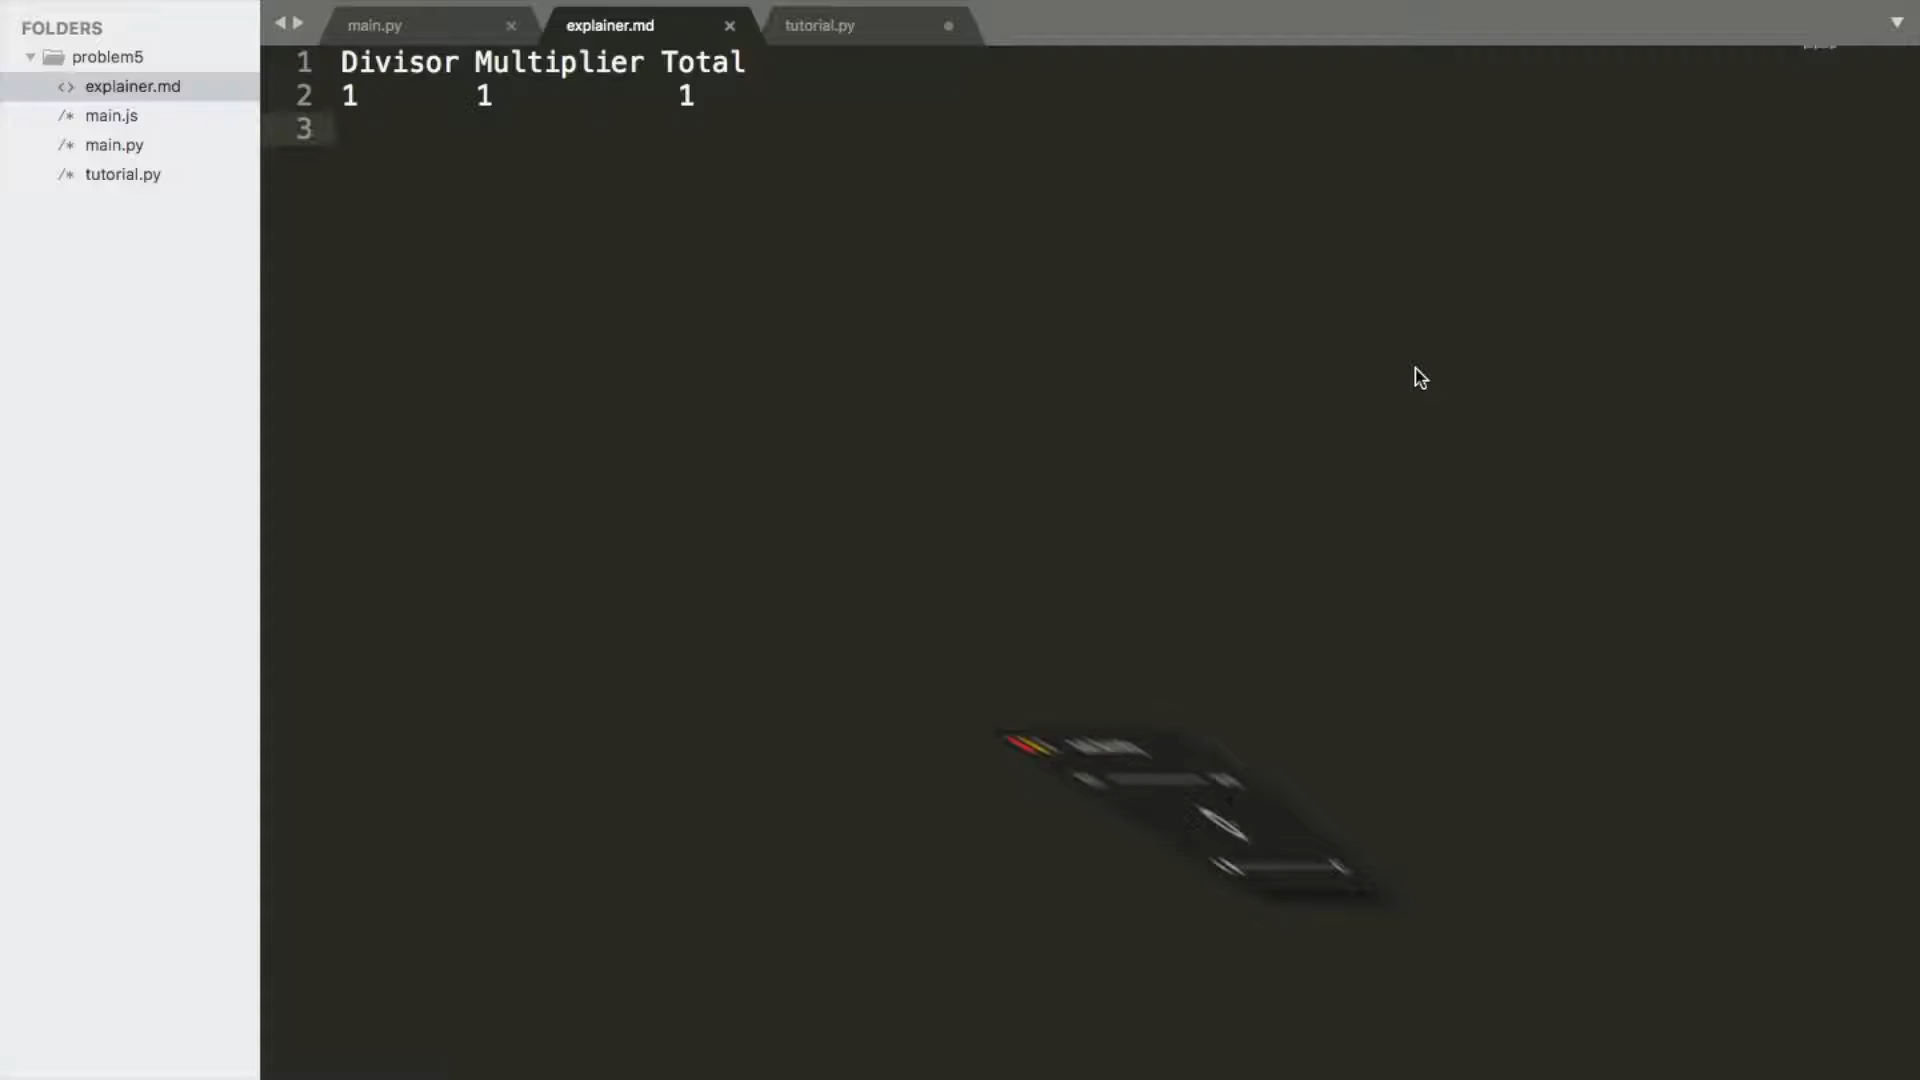 FOLDERS
problem5
<> explainer.md
/* main.js
/* main.py
/* tutorial.py
main.py
explainer.md
tutorial.py
1 Divisor Multiplier Total
2 1 1 1
3